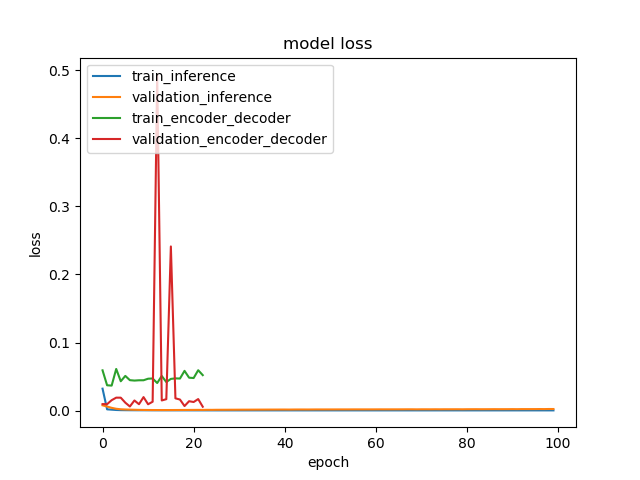 model loss
train_inference
validation_inference
train_encoder_decoder
validation_encoder_decoder
0.5
0.4
0.3
0.2
0.1
0.0
loss
0 20 40 60 80 100
epoch